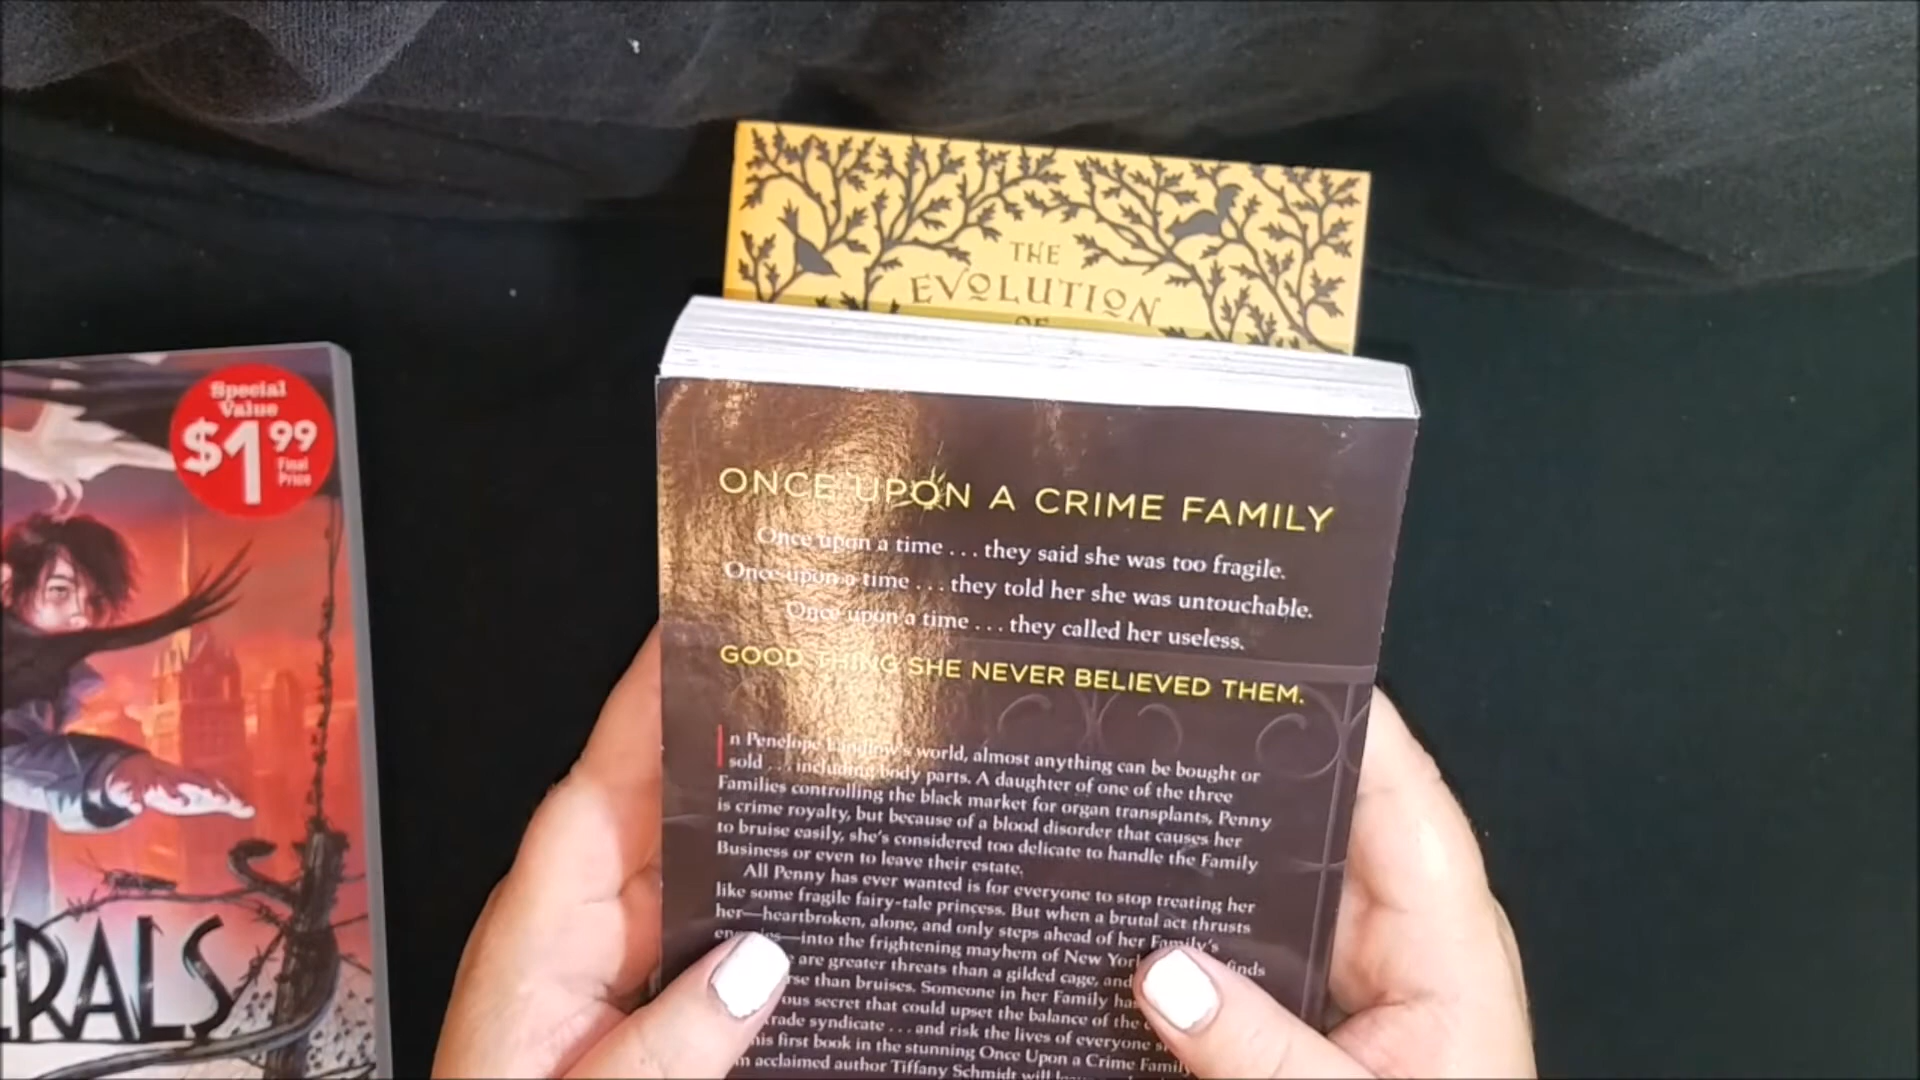 THE
EVOLUTION
OF
Special
Value
$1.99
Final
Price
ERALS
ONCE UPON A CRIME FAMILY
Once upon a time . . . they said she was too fragile.
Once upon a time . . . they told her she was untouchable.
Once upon a time . . . they called her useless.
GOOD THING SHE NEVER BELIEVED THEM.
In Penelope Landlow's world, almost anything can be bought or
sold . . . including body parts. A daughter of one of the three
Families controlling the black market for organ transplants, Penny
is crime royalty, but because of a blood disorder that causes her
to bruise easily, she's considered too delicate to handle the Family
Business or even to leave their estate.
All Penny has ever wanted is for everyone to stop treating her
like some fragile fairy-tale princess. But when a brutal act thrusts
her—heartbroken, alone, and only steps ahead of her Family's
enemies—into the frightening mayhem of New York finds
are greater threats than a gilded cage, and
rse than bruises. Someone in her Family has
ous secret that could upset the balance of the
trade syndicate . . . and risk the lives of everyone s
his first book in the stunning Once Upon a Crime Family
m acclaimed author Tiffany Schmidt will